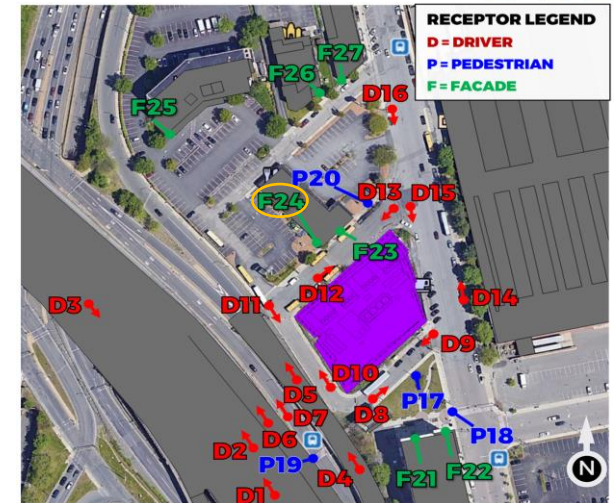 RECEPTOR LEGEND
D = DRIVER
P = PEDESTRIAN
F = FACADE
F27
F26
D16
F25
P20
D13
D15
F24
F23
D12
D3
D11
D14
D9
D10
D5
D8
P17
D7
D6
P18
D2
P19
D4
F21
F22
D1
N